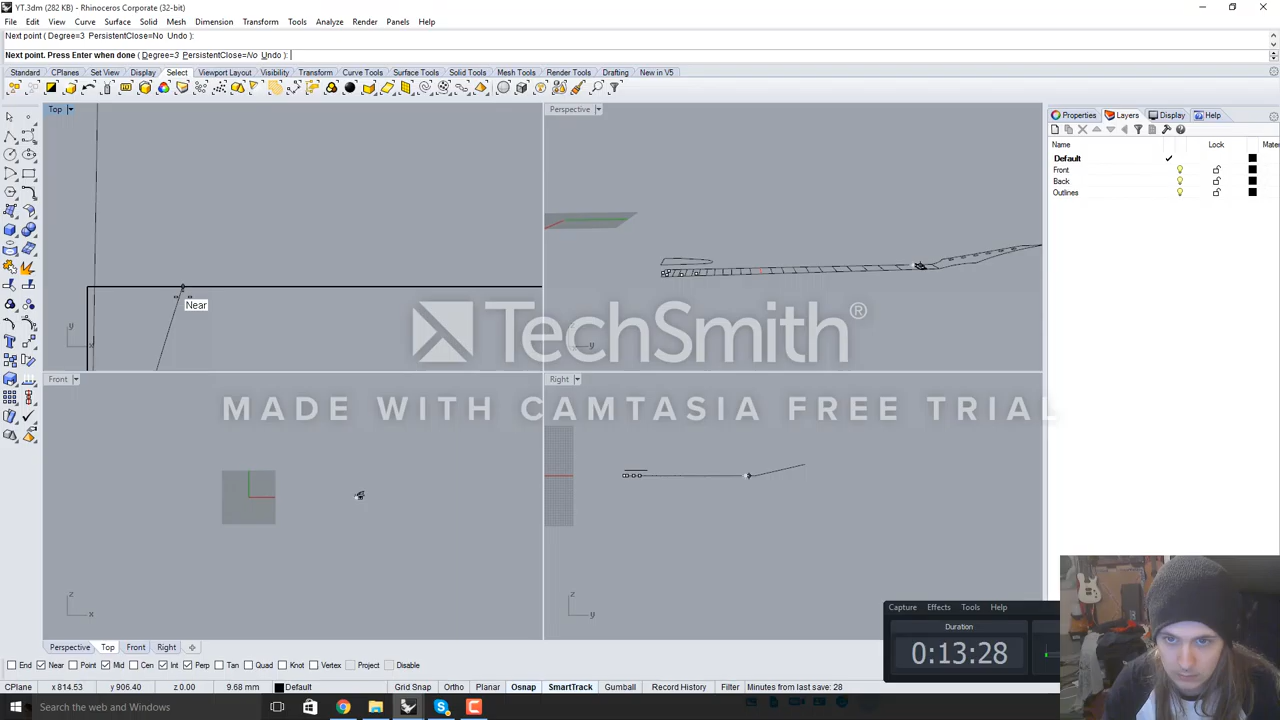 YT.3dm (282 KB) - Rhinoceros Corporate (32-bit)
File Edit View Curve Surface Solid Mesh Dimension Transform Tools Analyze Render Panels Help
Next point ( Degree=3 PersistentClose=No Undo ):
Next point. Press Enter when done ( Degree=3 PersistentClose=No Undo ):
Standard CPlanes Set View Display Select Viewport Layout Visibility Transform Curve Tools Surface Tools Solid Tools Mesh Tools Render Tools Drafting New in V5
Top Perspective
Properties Layers Display Help
Name Lock Mate
Default
Front
Back
Outlines
Near
y
x
y
TechSmith®
MADE WITH CAMTASIA FREE TRIAL
Front Right
z
x
z
y
Capture Effects Tools Help
Duration
0:13:28
Perspective Top Front Right
End Near Point Mid Cen Int Perp Tan Quad Knot Vertex Project Disable
CPlane x 814.53 y 906.40 z 0.00 9.68 mm Default Grid Snap Ortho Planar Osnap SmartTrack Gumball Record History Filter Minutes from last save: 28
Search the web and Windows